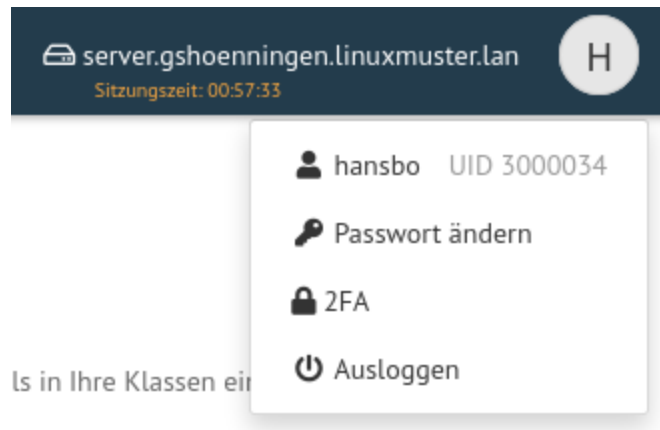 server.gshoenningen.linuxmuster.lan
H
Sitzungszeit: 00:57:33
hansbo UID 3000034
Passwort ändern
2FA
Ausloggen
ls in Ihre Klassen ei